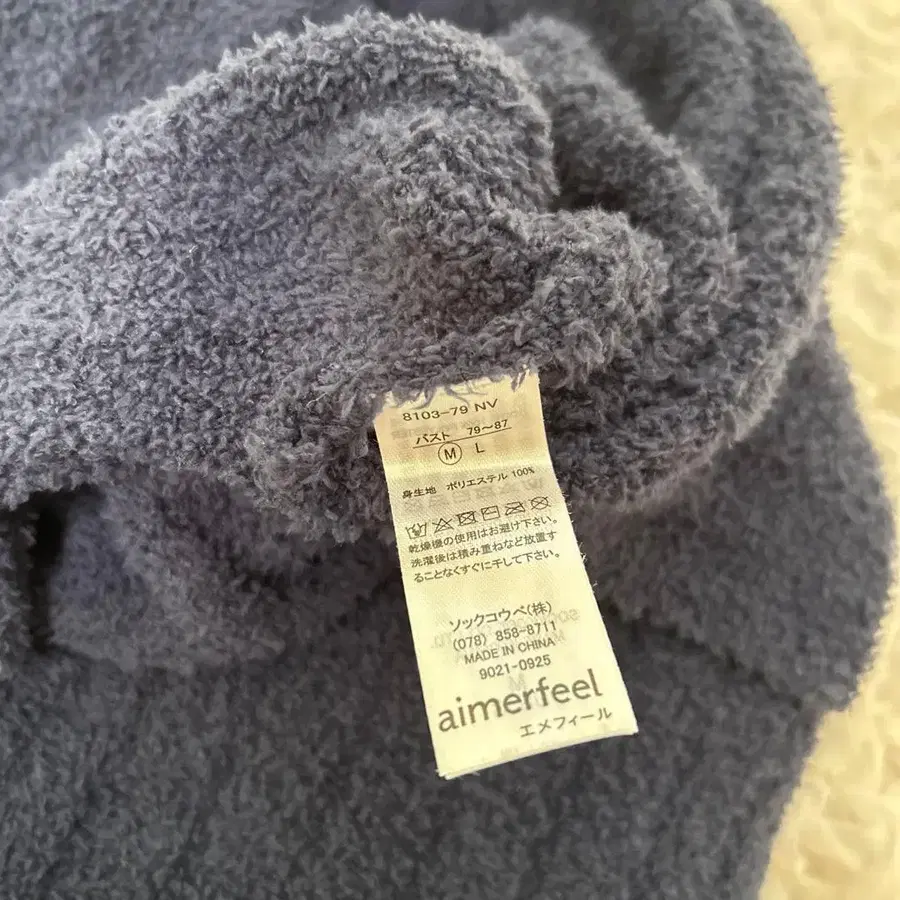 8103-79 NV
バスト 79～87
M L
身生地 ポリエステル 100%
乾燥機の使用はお避け下さい。
洗濯後は積み重ねなど放置す
ることなくすぐに干して下さい。
ソックコウベ(株)
(078) 858-8711
MADE IN CHINA
9021-0925
aimerfeel
エメフィール